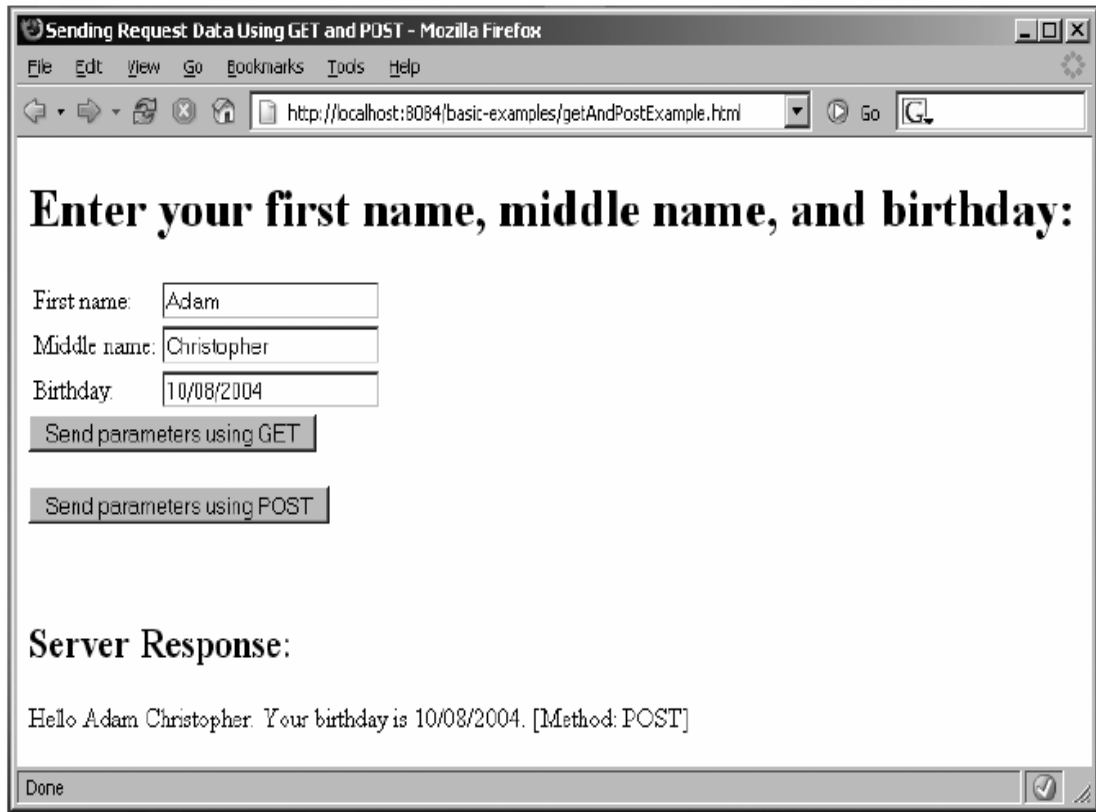 Sending Request Data Using GET and POST - Mozilla Firefox
File Edit View Go Bookmarks Tools Help
http://localhost:8084/basic-examples/getAndPostExample.html Go G
Enter your first name, middle name, and birthday:
First name: Adam
Middle name: Christopher
Birthday: 10/08/2004
Send parameters using GET
Send parameters using POST
Server Response:
Hello Adam Christopher. Your birthday is 10/08/2004. [Method: POST]
Done